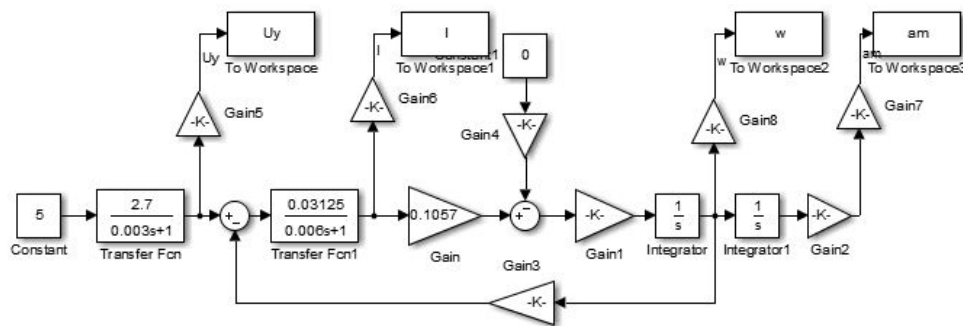 Uy
Uy
To Workspace
I
I
To Workspace1
Constant1
0
w
w
To Workspace2
am
am
To Workspace3
-K-
Gain5
-K-
Gain6
-K-
Gain4
-K-
Gain8
-K-
Gain7
5
Constant
2.7
0.003s+1
Transfer Fcn
+
−
0.03125
0.006s+1
Transfer Fcn1
0.1057
Gain
+
−
-K-
Gain1
1
s
Integrator
1
s
Integrator1
-K-
Gain2
Gain3
-K-